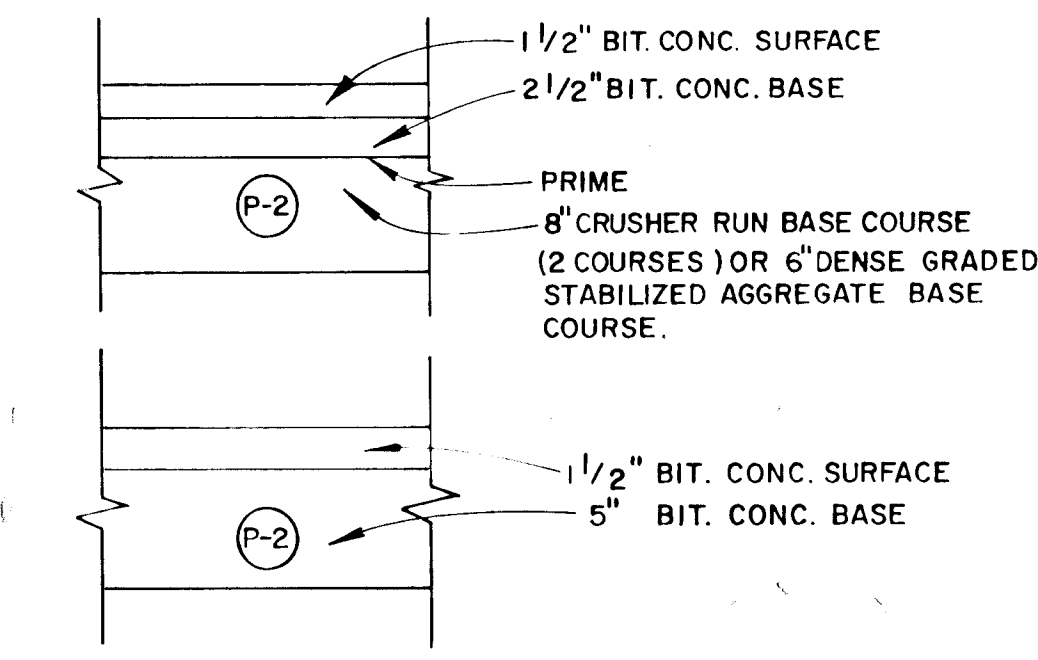 1 1/2" BIT. CONC. SURFACE
2 1/2" BIT. CONC. BASE
PRIME
P-2
8" CRUSHER RUN BASE COURSE
(2 COURSES) OR 6" DENSE GRADED
STABILIZED AGGREGATE BASE
COURSE.
1 1/2" BIT. CONC. SURFACE
5" BIT. CONC. BASE
P-2